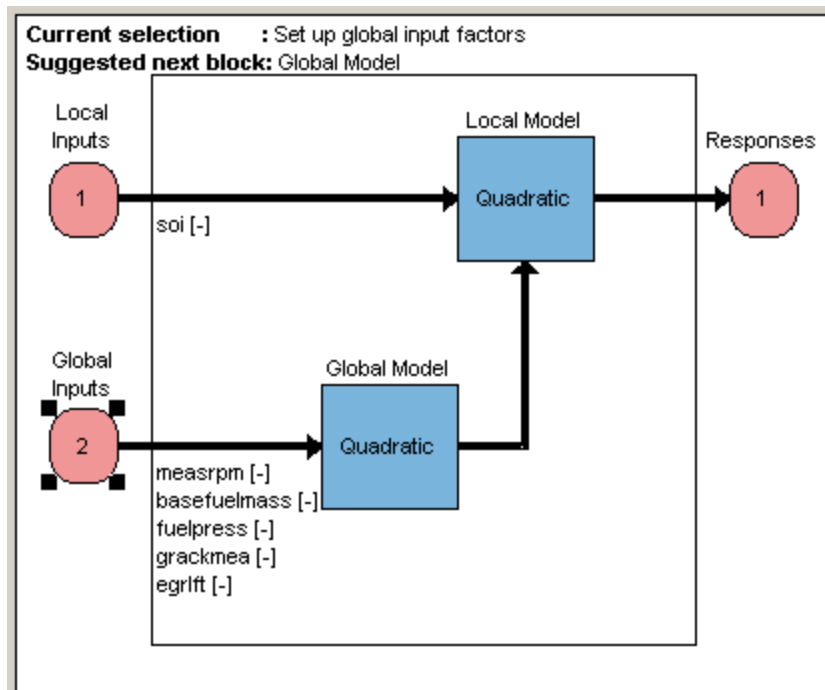 Current selection : Set up global input factors
Suggested next block: Global Model
Local
Inputs
1
soi [-]
Local Model
Quadratic
Responses
1
Global
Inputs
2
measrpm [-]
basefuelmass [-]
fuelpress [-]
grackmea [-]
egrlft [-]
Global Model
Quadratic